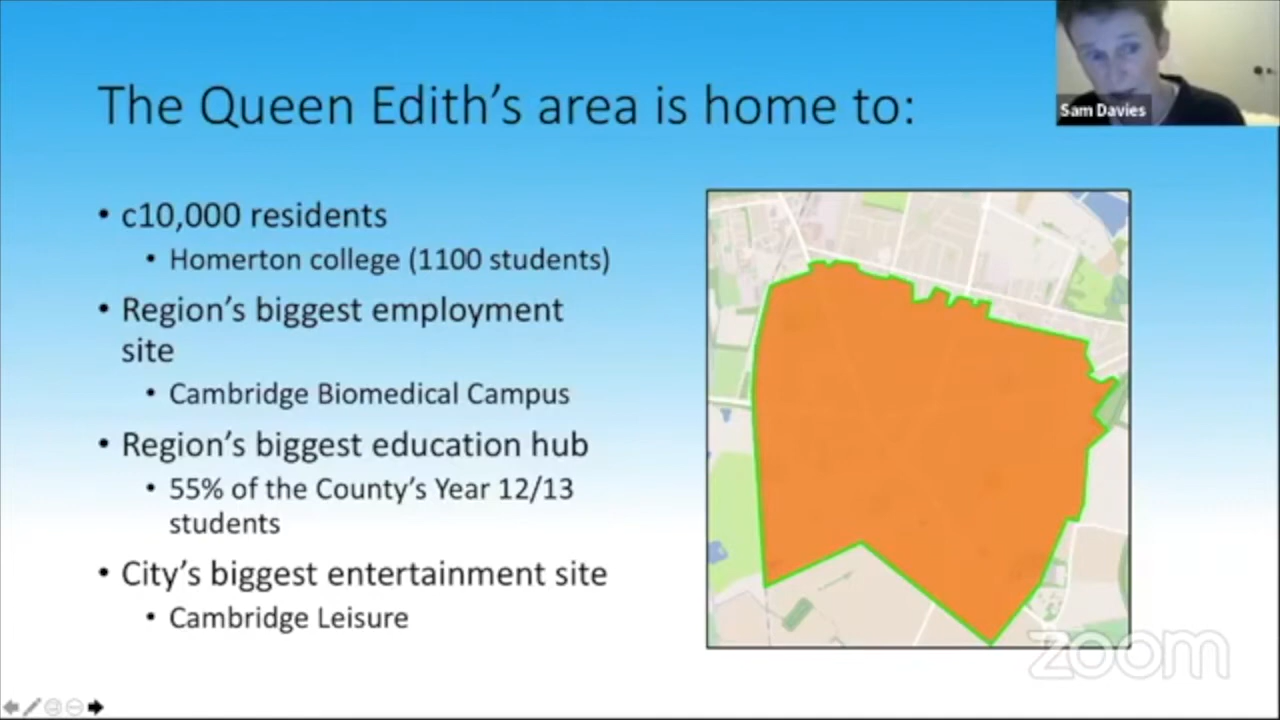 The Queen Edith's area is home to:
Sam Davies
• c10,000 residents
• Homerton college (1100 students)
• Region's biggest employment
site
• Cambridge Biomedical Campus
• Region's biggest education hub
• 55% of the County's Year 12/13
students
• City's biggest entertainment site
• Cambridge Leisure
zoom